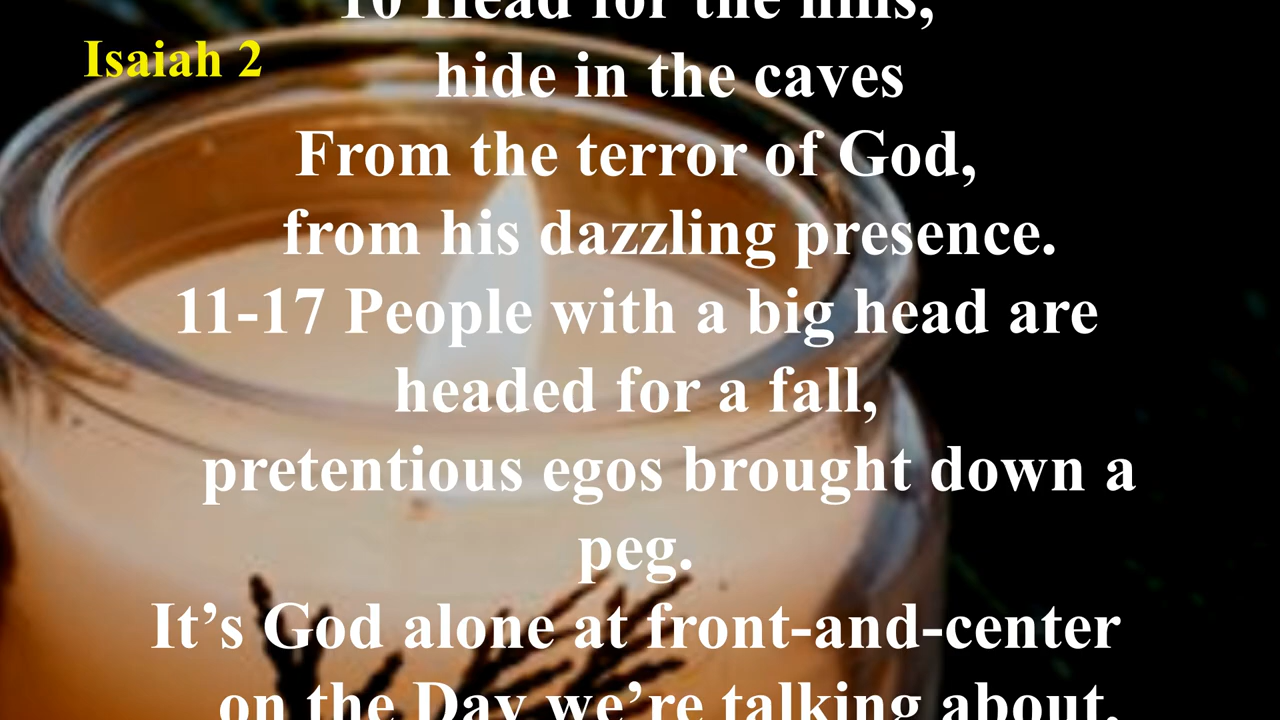 10 Head for the hills,
Isaiah 2
hide in the caves
From the terror of God,
from his dazzling presence.
11-17 People with a big head are
headed for a fall,
pretentious egos brought down a
peg.
It’s God alone at front-and-center
on the Day we’re talking about,